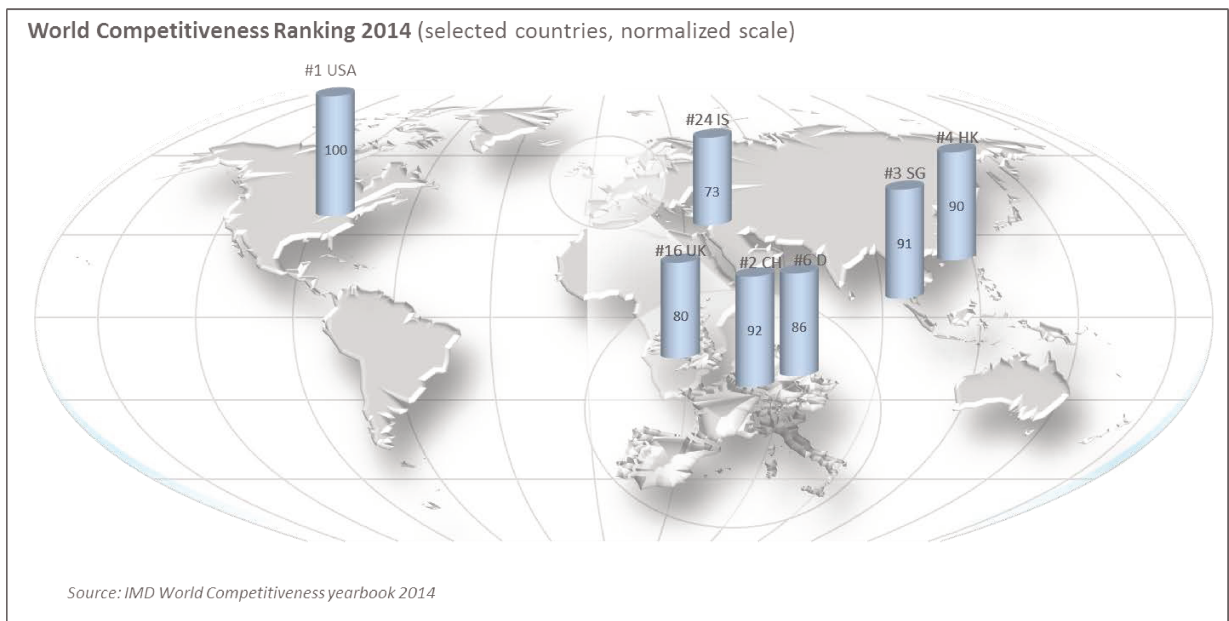 World Competitiveness Ranking 2014 (selected countries, normalized scale)
#1 USA
100
#24 IS
73
#4 HK
90
#3 SG
91
#16 UK
80
#2 CH
92
#6 D
86
Source: IMD World Competitiveness yearbook 2014